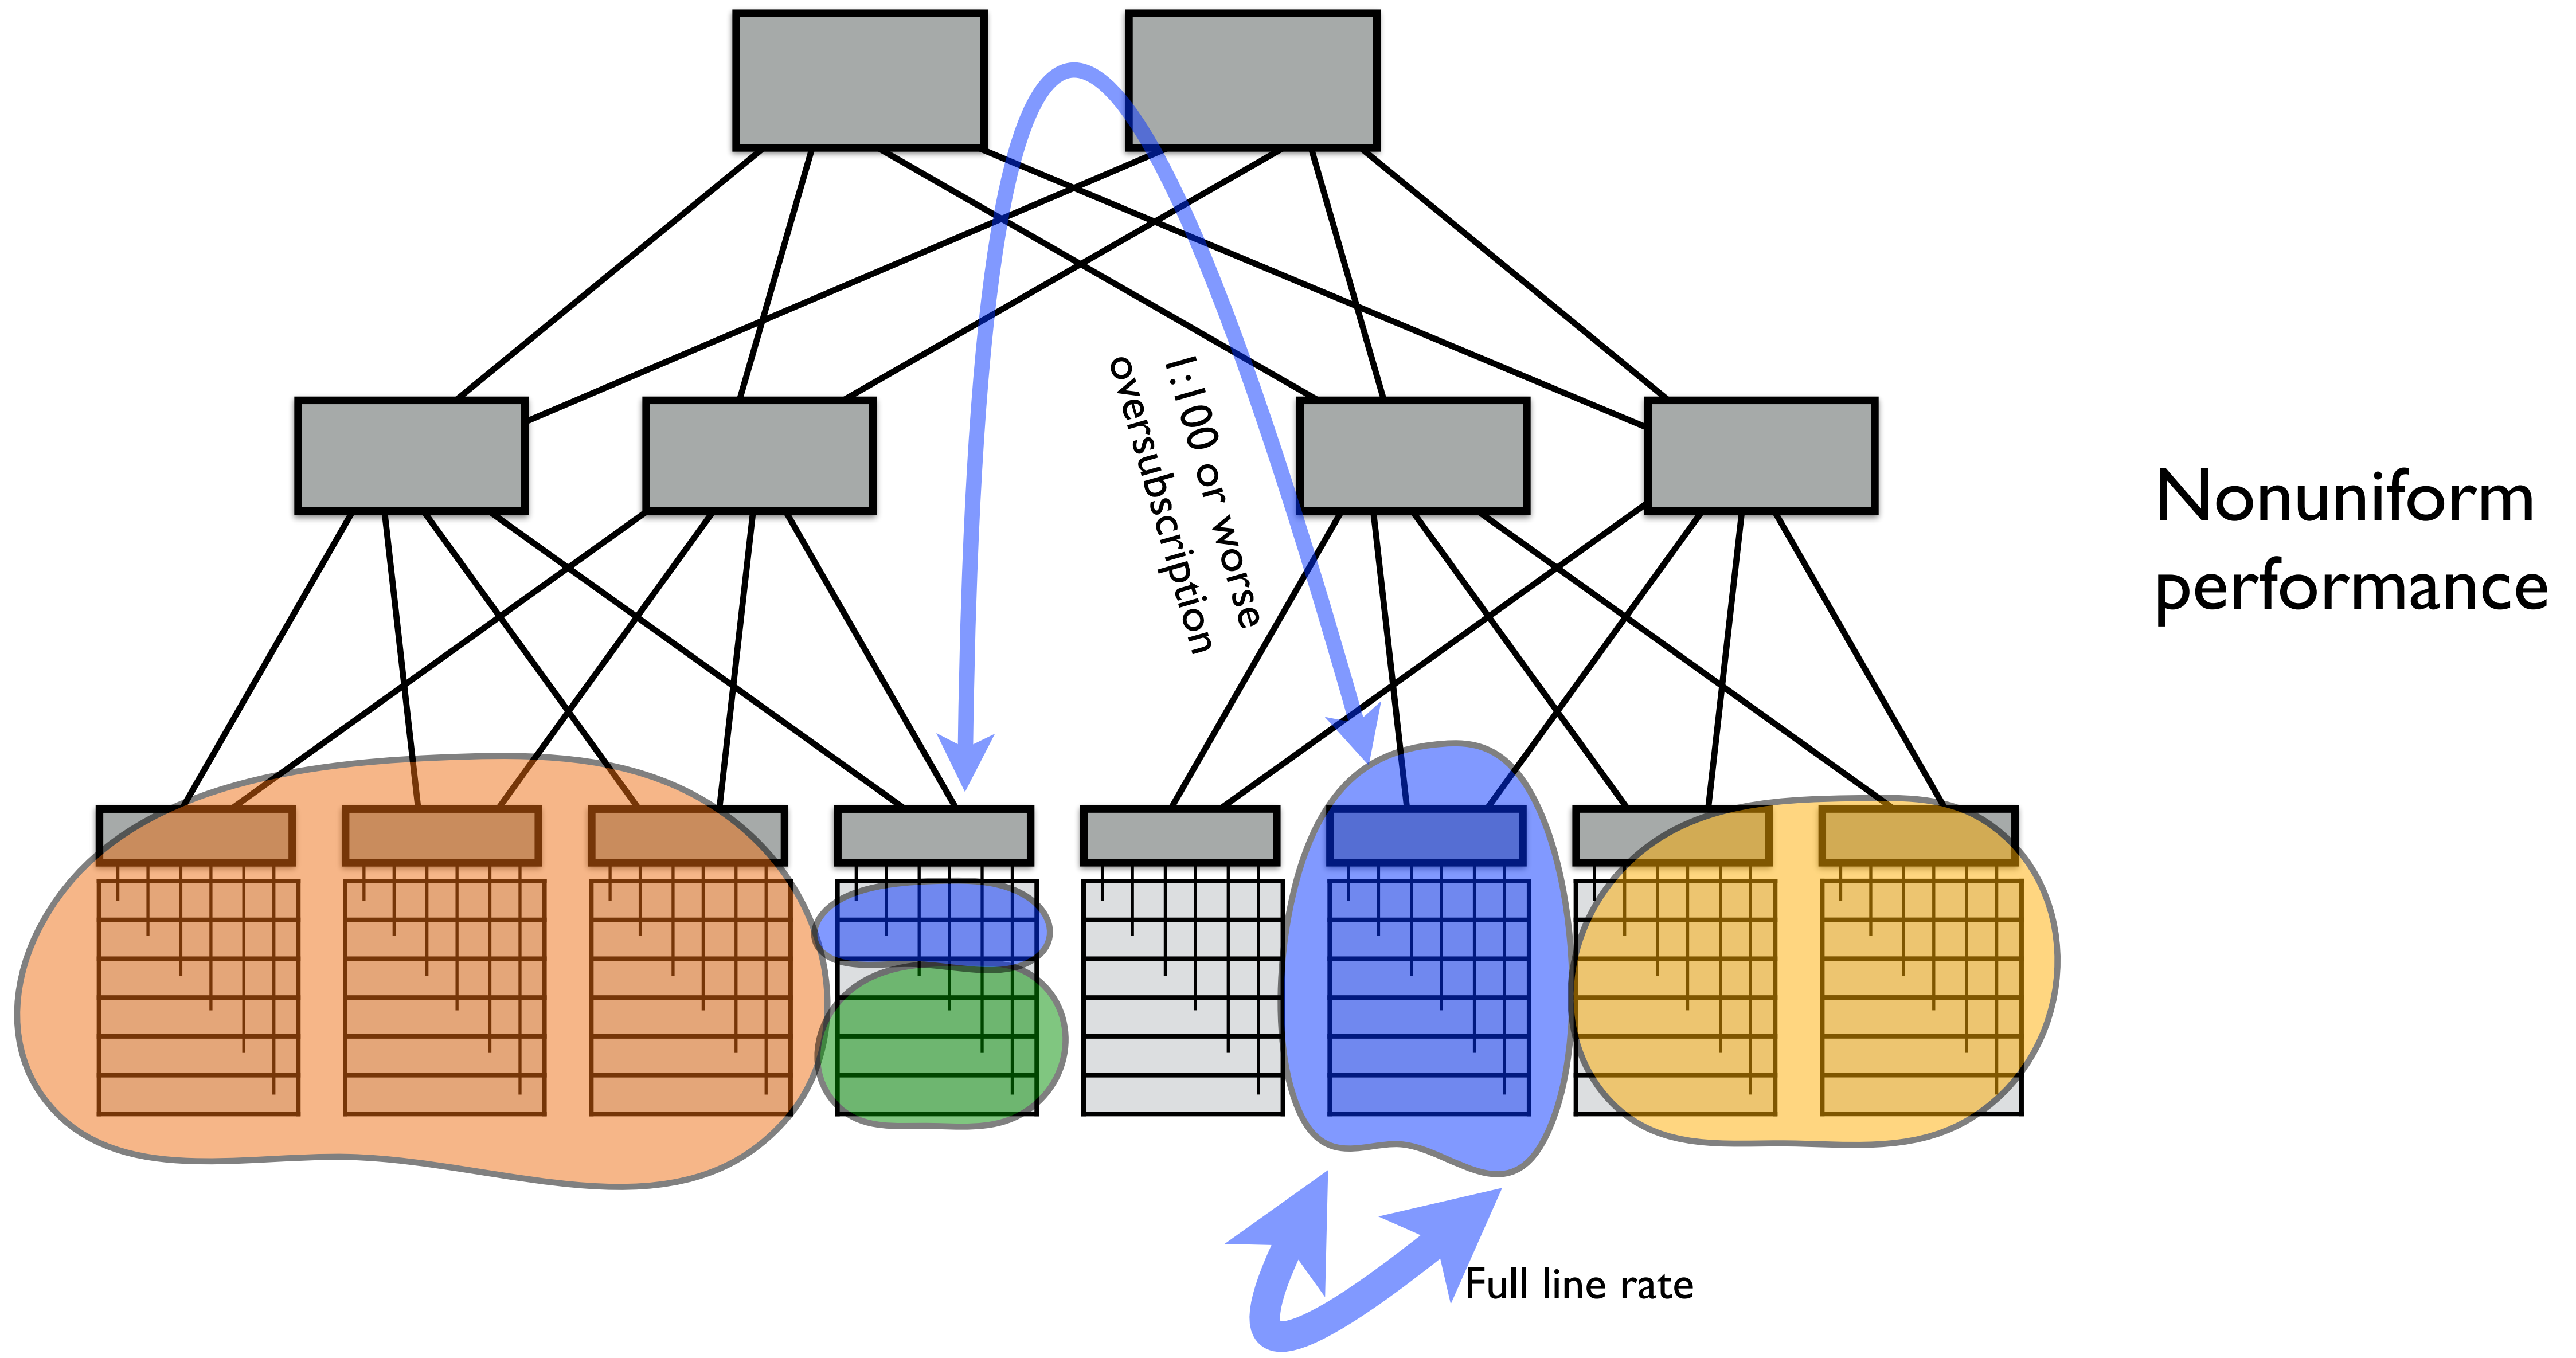 1:100 or worse
oversubscription
Nonuniform
performance
Full line rate